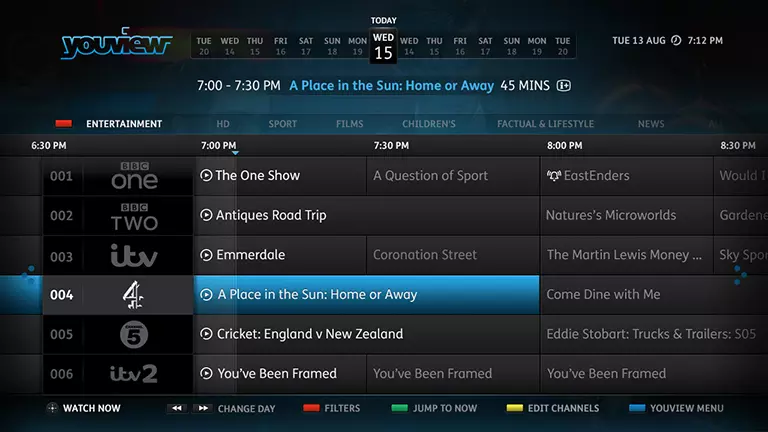 TODAY
youview
TUE 20 WED 14 THU 15 FRI 16 SAT 17 SUN 18 MON 19 WED 15 WED 14 THU 15 FRI 16 SAT 17 SUN 18 MON 19 TUE 20
TUE 13 AUG 7:12 PM
7:00 - 7:30 PM A Place in the Sun: Home or Away 45 MINS 1+
ENTERTAINMENT HD SPORT FILMS CHILDREN'S FACTUAL & LIFESTYLE NEWS
6:30 PM 7:00 PM 7:30 PM 8:00 PM 8:30 PM
001 BBC one The One Show A Question of Sport EastEnders Would I
002 BBC TWO Antiques Road Trip Natures's Microworlds Gardene
003 itv Emmerdale Coronation Street The Martin Lewis Money ... Sky Spor
004 4 A Place in the Sun: Home or Away Come Dine with Me
005 5 Cricket: England v New Zealand Eddie Stobart: Trucks & Trailers: S05
006 itv2 You've Been Framed You've Been Framed You've Been Framed
WATCH NOW CHANGE DAY FILTERS JUMP TO NOW EDIT CHANNELS YOUVIEW MENU